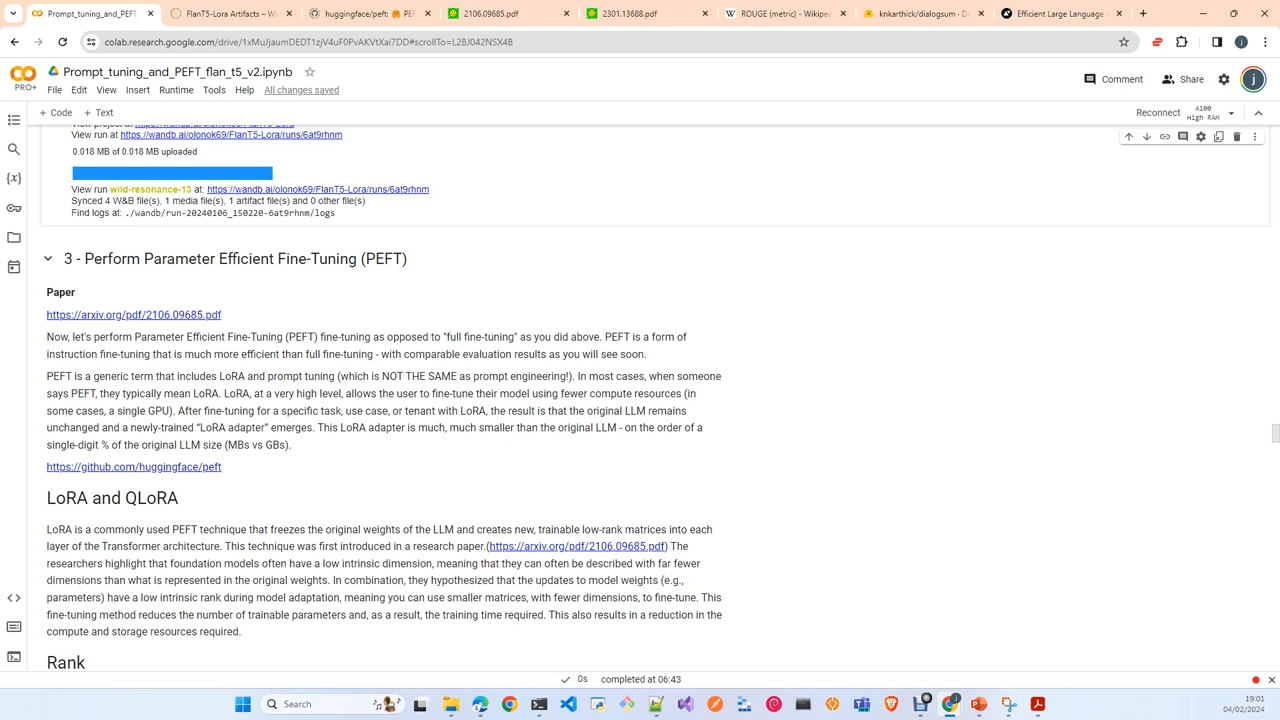 Prompt_tuning_and_PEFT_
FlanT5-Lora Artifacts – W
huggingface/peft: 🤗 PEF
2106.09685.pdf
2301.13688.pdf
ROUGE (metric) - Wikiped
knkarthick/dialogsum · Da
Efficient Large Language
colab.research.google.com/drive/1xMuJjaumDEDT1zjV4uF0PvAKVtXai7DD#scrollTo=L2BJ042NSX4B
PRO+
Prompt_tuning_and_PEFT_flan_t5_v2.ipynb
Comment
Share
j
File Edit View Insert Runtime Tools Help All changes saved
+ Code + Text
Reconnect
A100
High RAM
View run at https://wandb.ai/olonok69/FlanT5-Lora/runs/6at9rhnm
0.018 MB of 0.018 MB uploaded
View run wild-resonance-13 at: https://wandb.ai/olonok69/FlanT5-Lora/runs/6at9rhnm
Synced 4 W&B file(s), 1 media file(s), 1 artifact file(s) and 0 other file(s)
Find logs at: ./wandb/run-20240106_150220-6at9rhnm/logs
3 - Perform Parameter Efficient Fine-Tuning (PEFT)
Paper
https://arxiv.org/pdf/2106.09685.pdf
Now, let's perform Parameter Efficient Fine-Tuning (PEFT) fine-tuning as opposed to "full fine-tuning" as you did above. PEFT is a form of
instruction fine-tuning that is much more efficient than full fine-tuning - with comparable evaluation results as you will see soon.
PEFT is a generic term that includes LoRA and prompt tuning (which is NOT THE SAME as prompt engineering!). In most cases, when someone
says PEFT, they typically mean LoRA. LoRA, at a very high level, allows the user to fine-tune their model using fewer compute resources (in
some cases, a single GPU). After fine-tuning for a specific task, use case, or tenant with LoRA, the result is that the original LLM remains
unchanged and a newly-trained “LoRA adapter” emerges. This LoRA adapter is much, much smaller than the original LLM - on the order of a
single-digit % of the original LLM size (MBs vs GBs).
https://github.com/huggingface/peft
LoRA and QLoRA
LoRA is a commonly used PEFT technique that freezes the original weights of the LLM and creates new, trainable low-rank matrices into each
layer of the Transformer architecture. This technique was first introduced in a research paper.(https://arxiv.org/pdf/2106.09685.pdf) The
researchers highlight that foundation models often have a low intrinsic dimension, meaning that they can often be described with far fewer
dimensions than what is represented in the original weights. In combination, they hypothesized that the updates to model weights (e.g.,
parameters) have a low intrinsic rank during model adaptation, meaning you can use smaller matrices, with fewer dimensions, to fine-tune. This
fine-tuning method reduces the number of trainable parameters and, as a result, the training time required. This also results in a reduction in the
compute and storage resources required.
Rank
0s completed at 06:43
Search
19:01
04/02/2024